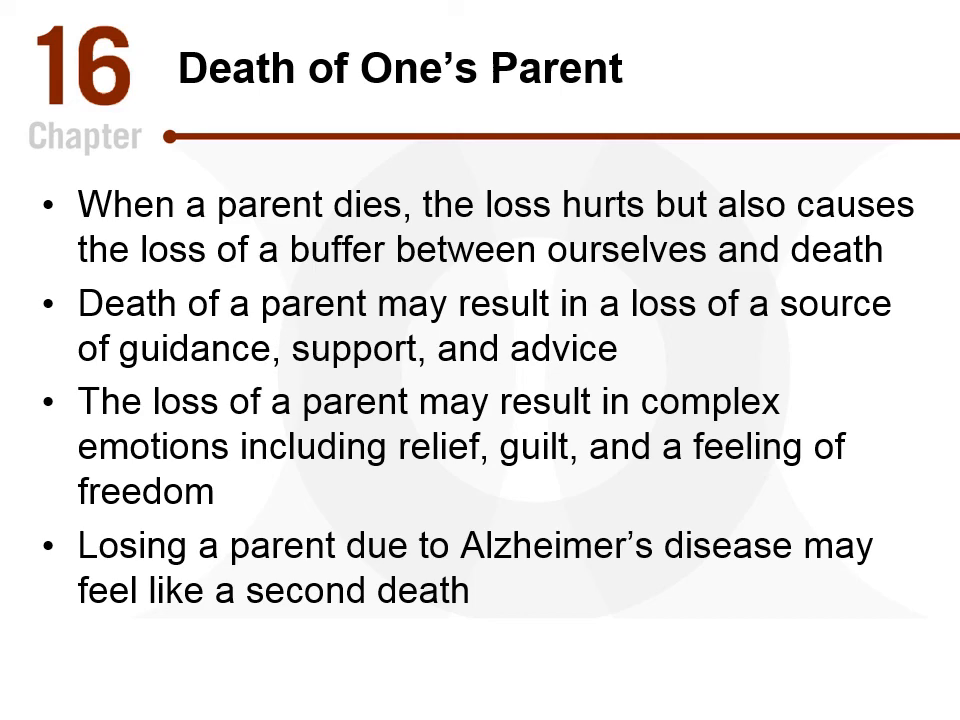 16
Chapter
Death of One’s Parent
• When a parent dies, the loss hurts but also causes
the loss of a buffer between ourselves and death
• Death of a parent may result in a loss of a source
of guidance, support, and advice
• The loss of a parent may result in complex
emotions including relief, guilt, and a feeling of
freedom
• Losing a parent due to Alzheimer’s disease may
feel like a second death